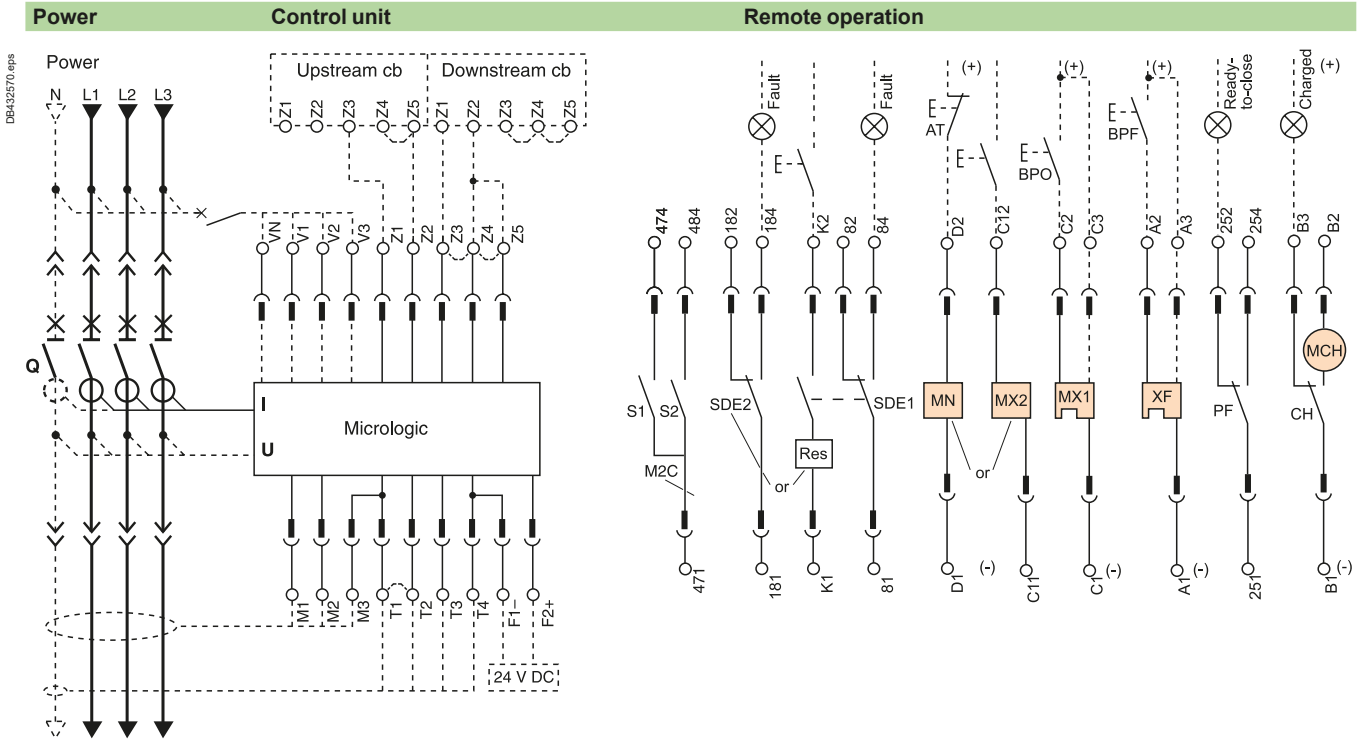 Power Control unit Remote operation
DB432570.eps
Power
N L1 L2 L3
Upstream cb Downstream cb
Z1 Z2 Z3 Z4 Z5 Z1 Z2 Z3 Z4 Z5
Fault Fault (+) (+) (+) Ready-to-close Charged (+)
AT BPO BPF
VN V1 V2 V3 Z1 Z2 Z3 Z4 Z5
474 484 182 184 K2 82 84 D2 C12 C2 C3 A2 A3 252 254 B3 B2
Q
MCH
I
U
Micrologic
S1 S2 SDE2 SDE1 MN MX2 MX1 XF PF CH
Res
M2C or or
M1 M2 M3 T1 T2 T3 T4 F1– F2+
471 181 K1 81 D1 (-) C11 C1 (-) A1 (-) 251 B1 (-)
24 V DC